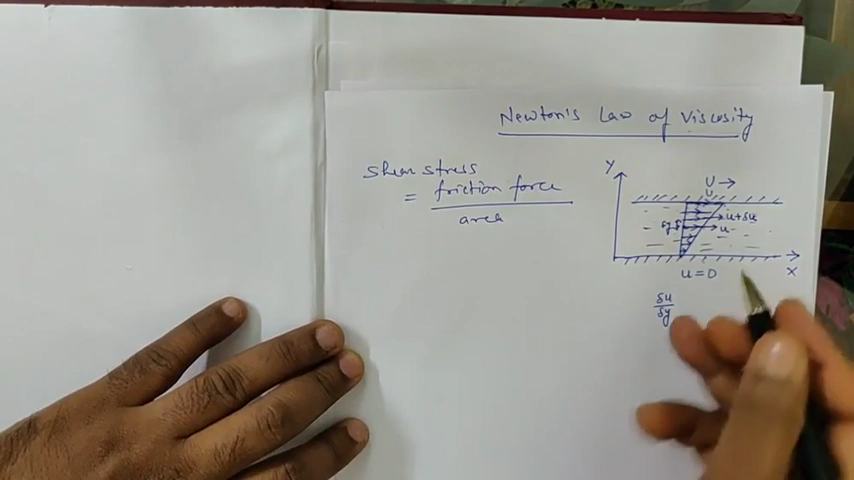 Newton's Law of Viscosity
shear stress
= friction force
area
Y
U →
U
u+δu
δy
u
X
u=0
δu
δy